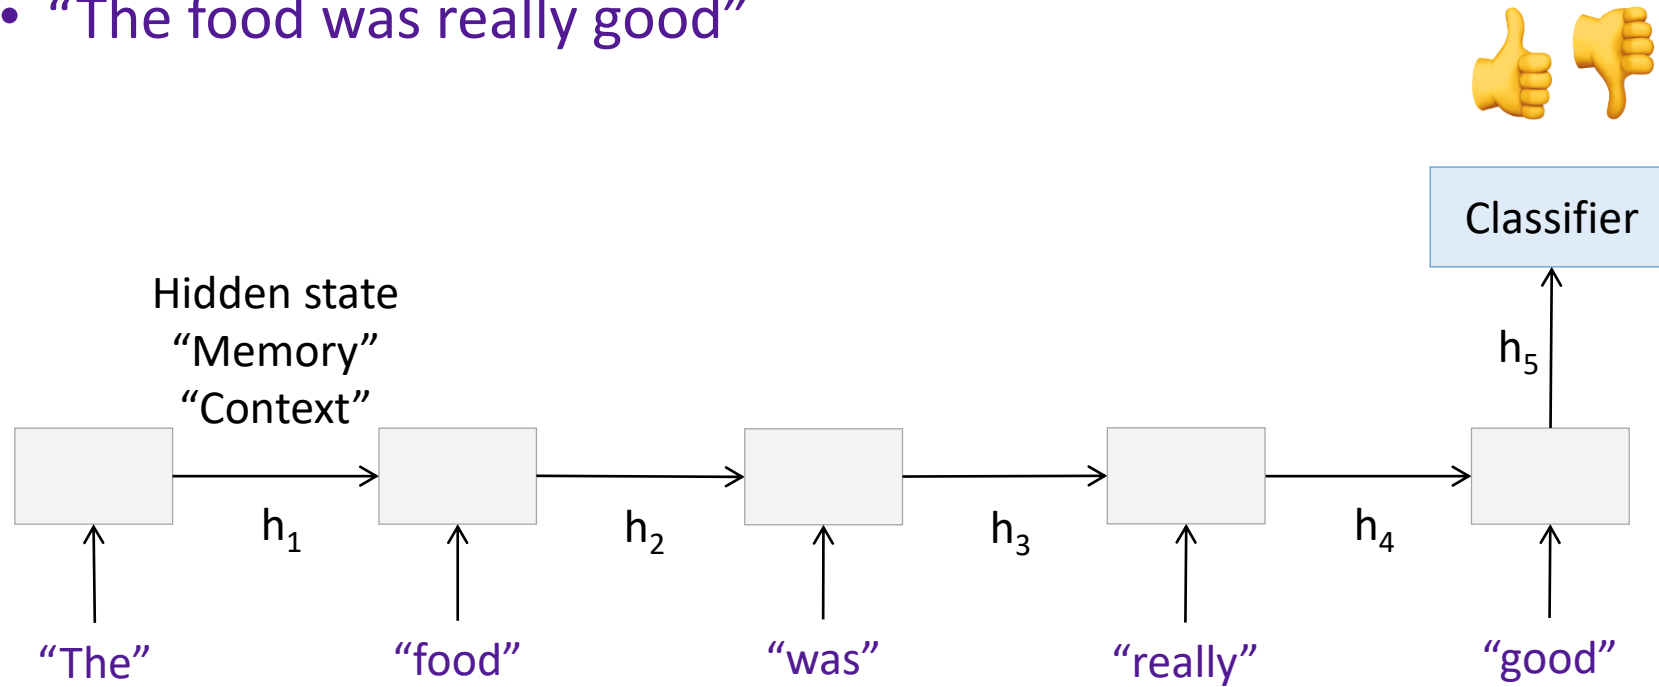 • “The food was really good”
Classifier
Hidden state
“Memory”
“Context”
h₅
h₁
h₂
h₃
h₄
“The”
“food”
“was”
“really”
“good”